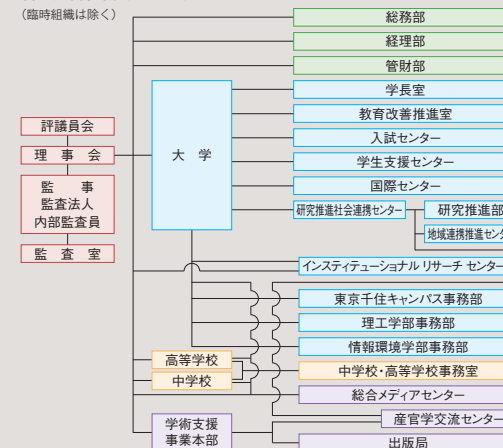 （臨時組織は除く）
総務部
経理部
管財部
学長室
教育改善推進室
入試センター
学生支援センター
国際センター
研究推進社会連携センター
研究推進部
地域連携推進セン
インスティテューショナル リサーチ センター
東京千住キャンパス事務部
理工学部事務部
情報環境学部事務部
中学校・高等学校事務室
総合メディアセンター
産官学交流センター
出版局
評議員会
理 事 会
監 事
監査法人
内部監査員
監 査 室
大 学
高等学校
中学校
学術支援
事業本部